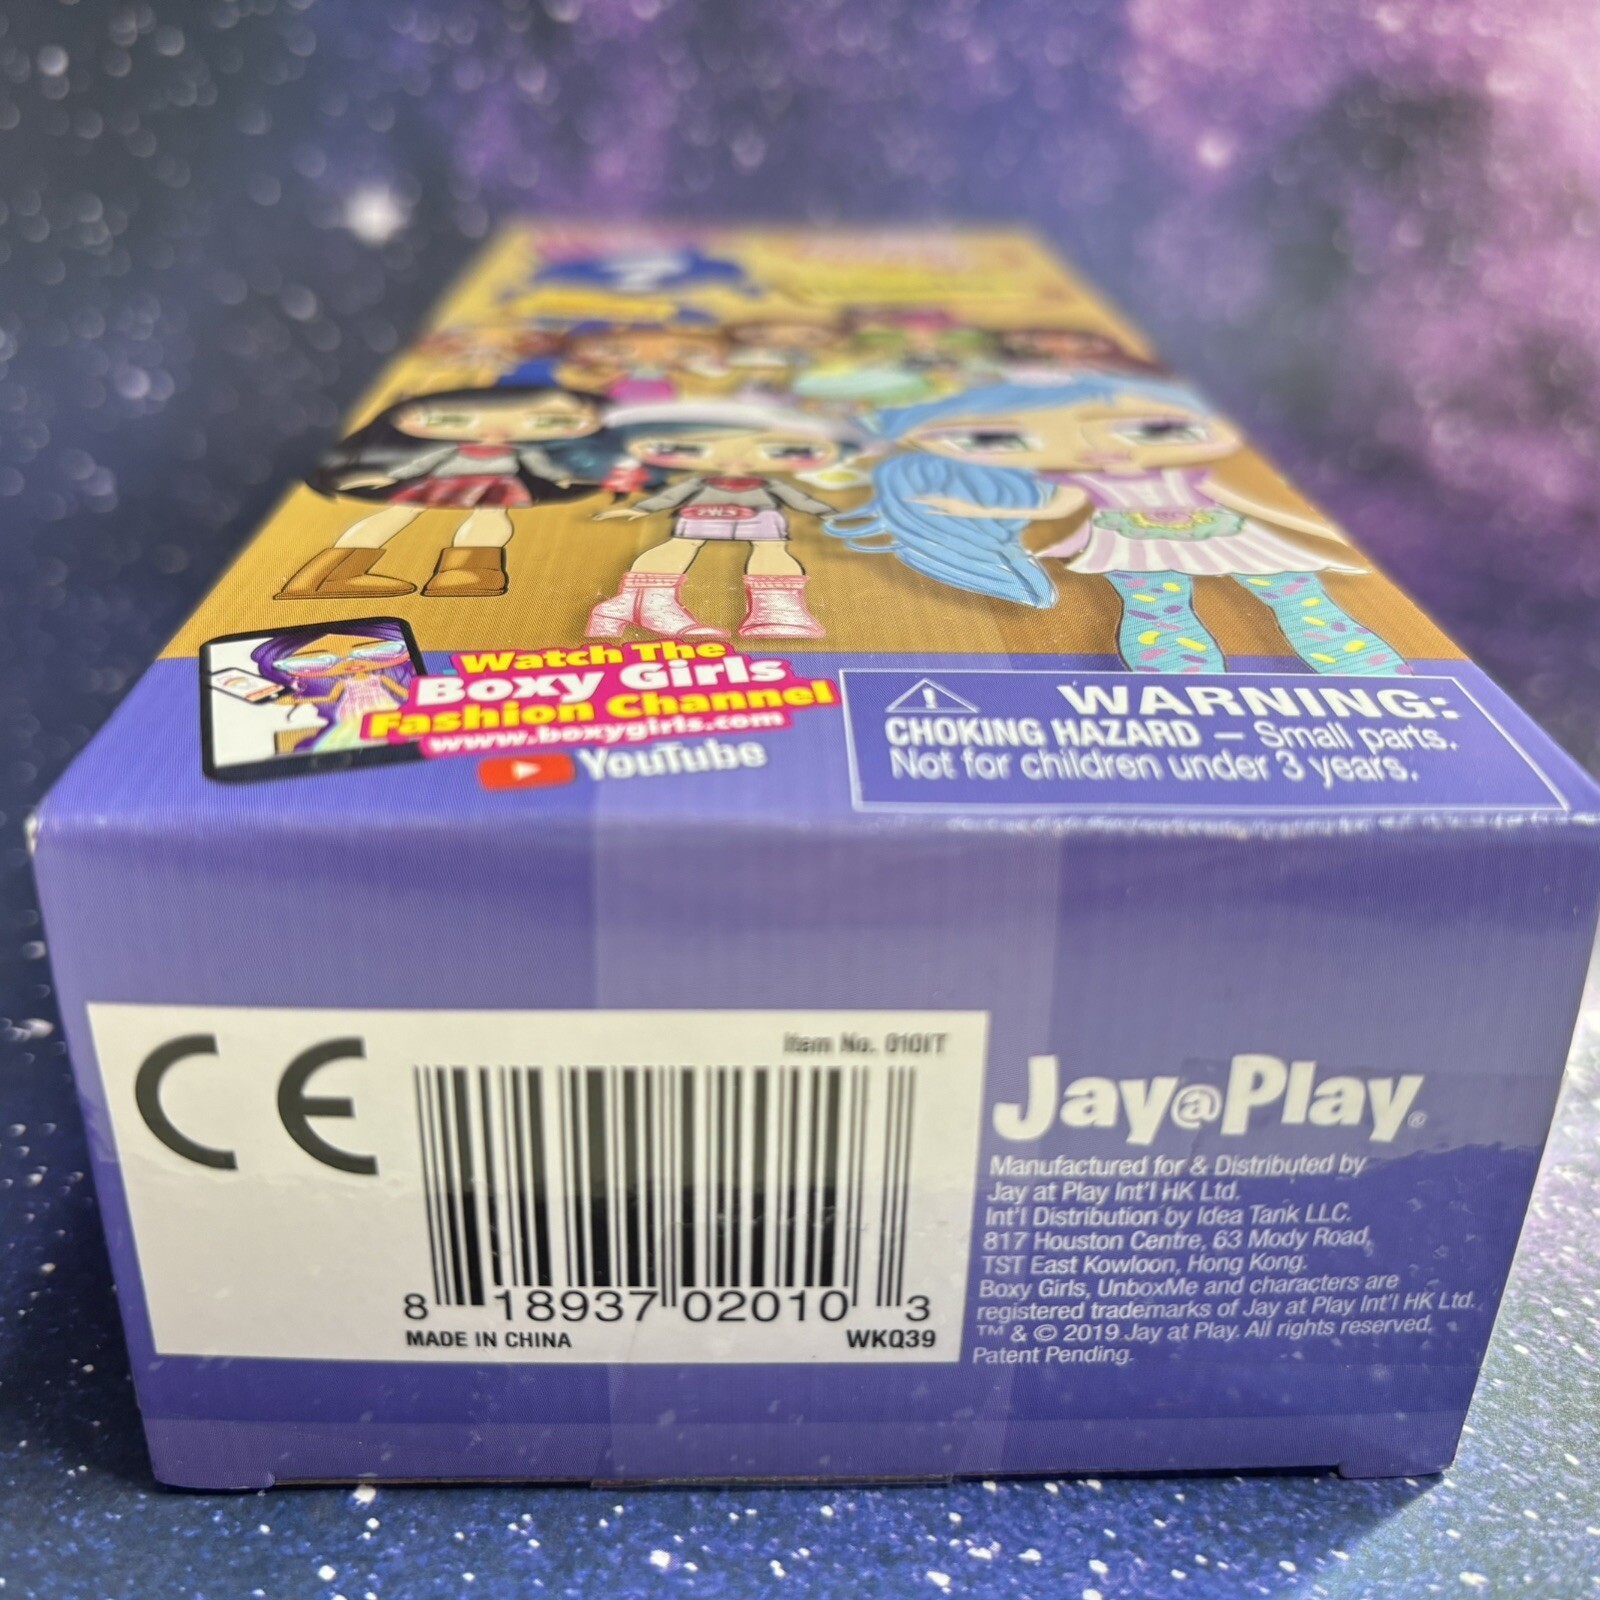 Watch The
Boxy Girls
Fashion Channel
www.boxygirls.com
YouTube
WARNING:
CHOKING HAZARD — Small parts.
Not for children under 3 years.
CE
Item No. 0101T
8 18937 02010 3
MADE IN CHINA WKQ39
Jay@Play®
Manufactured for & Distributed by
Jay at Play Int'l HK Ltd.
Int'l Distribution by Idea Tank LLC.
817 Houston Centre, 63 Mody Road,
TST East Kowloon, Hong Kong.
Boxy Girls, UnboxMe and characters are
registered trademarks of Jay at Play Int'l HK Ltd.
™ & © 2019 Jay at Play. All rights reserved.
Patent Pending.